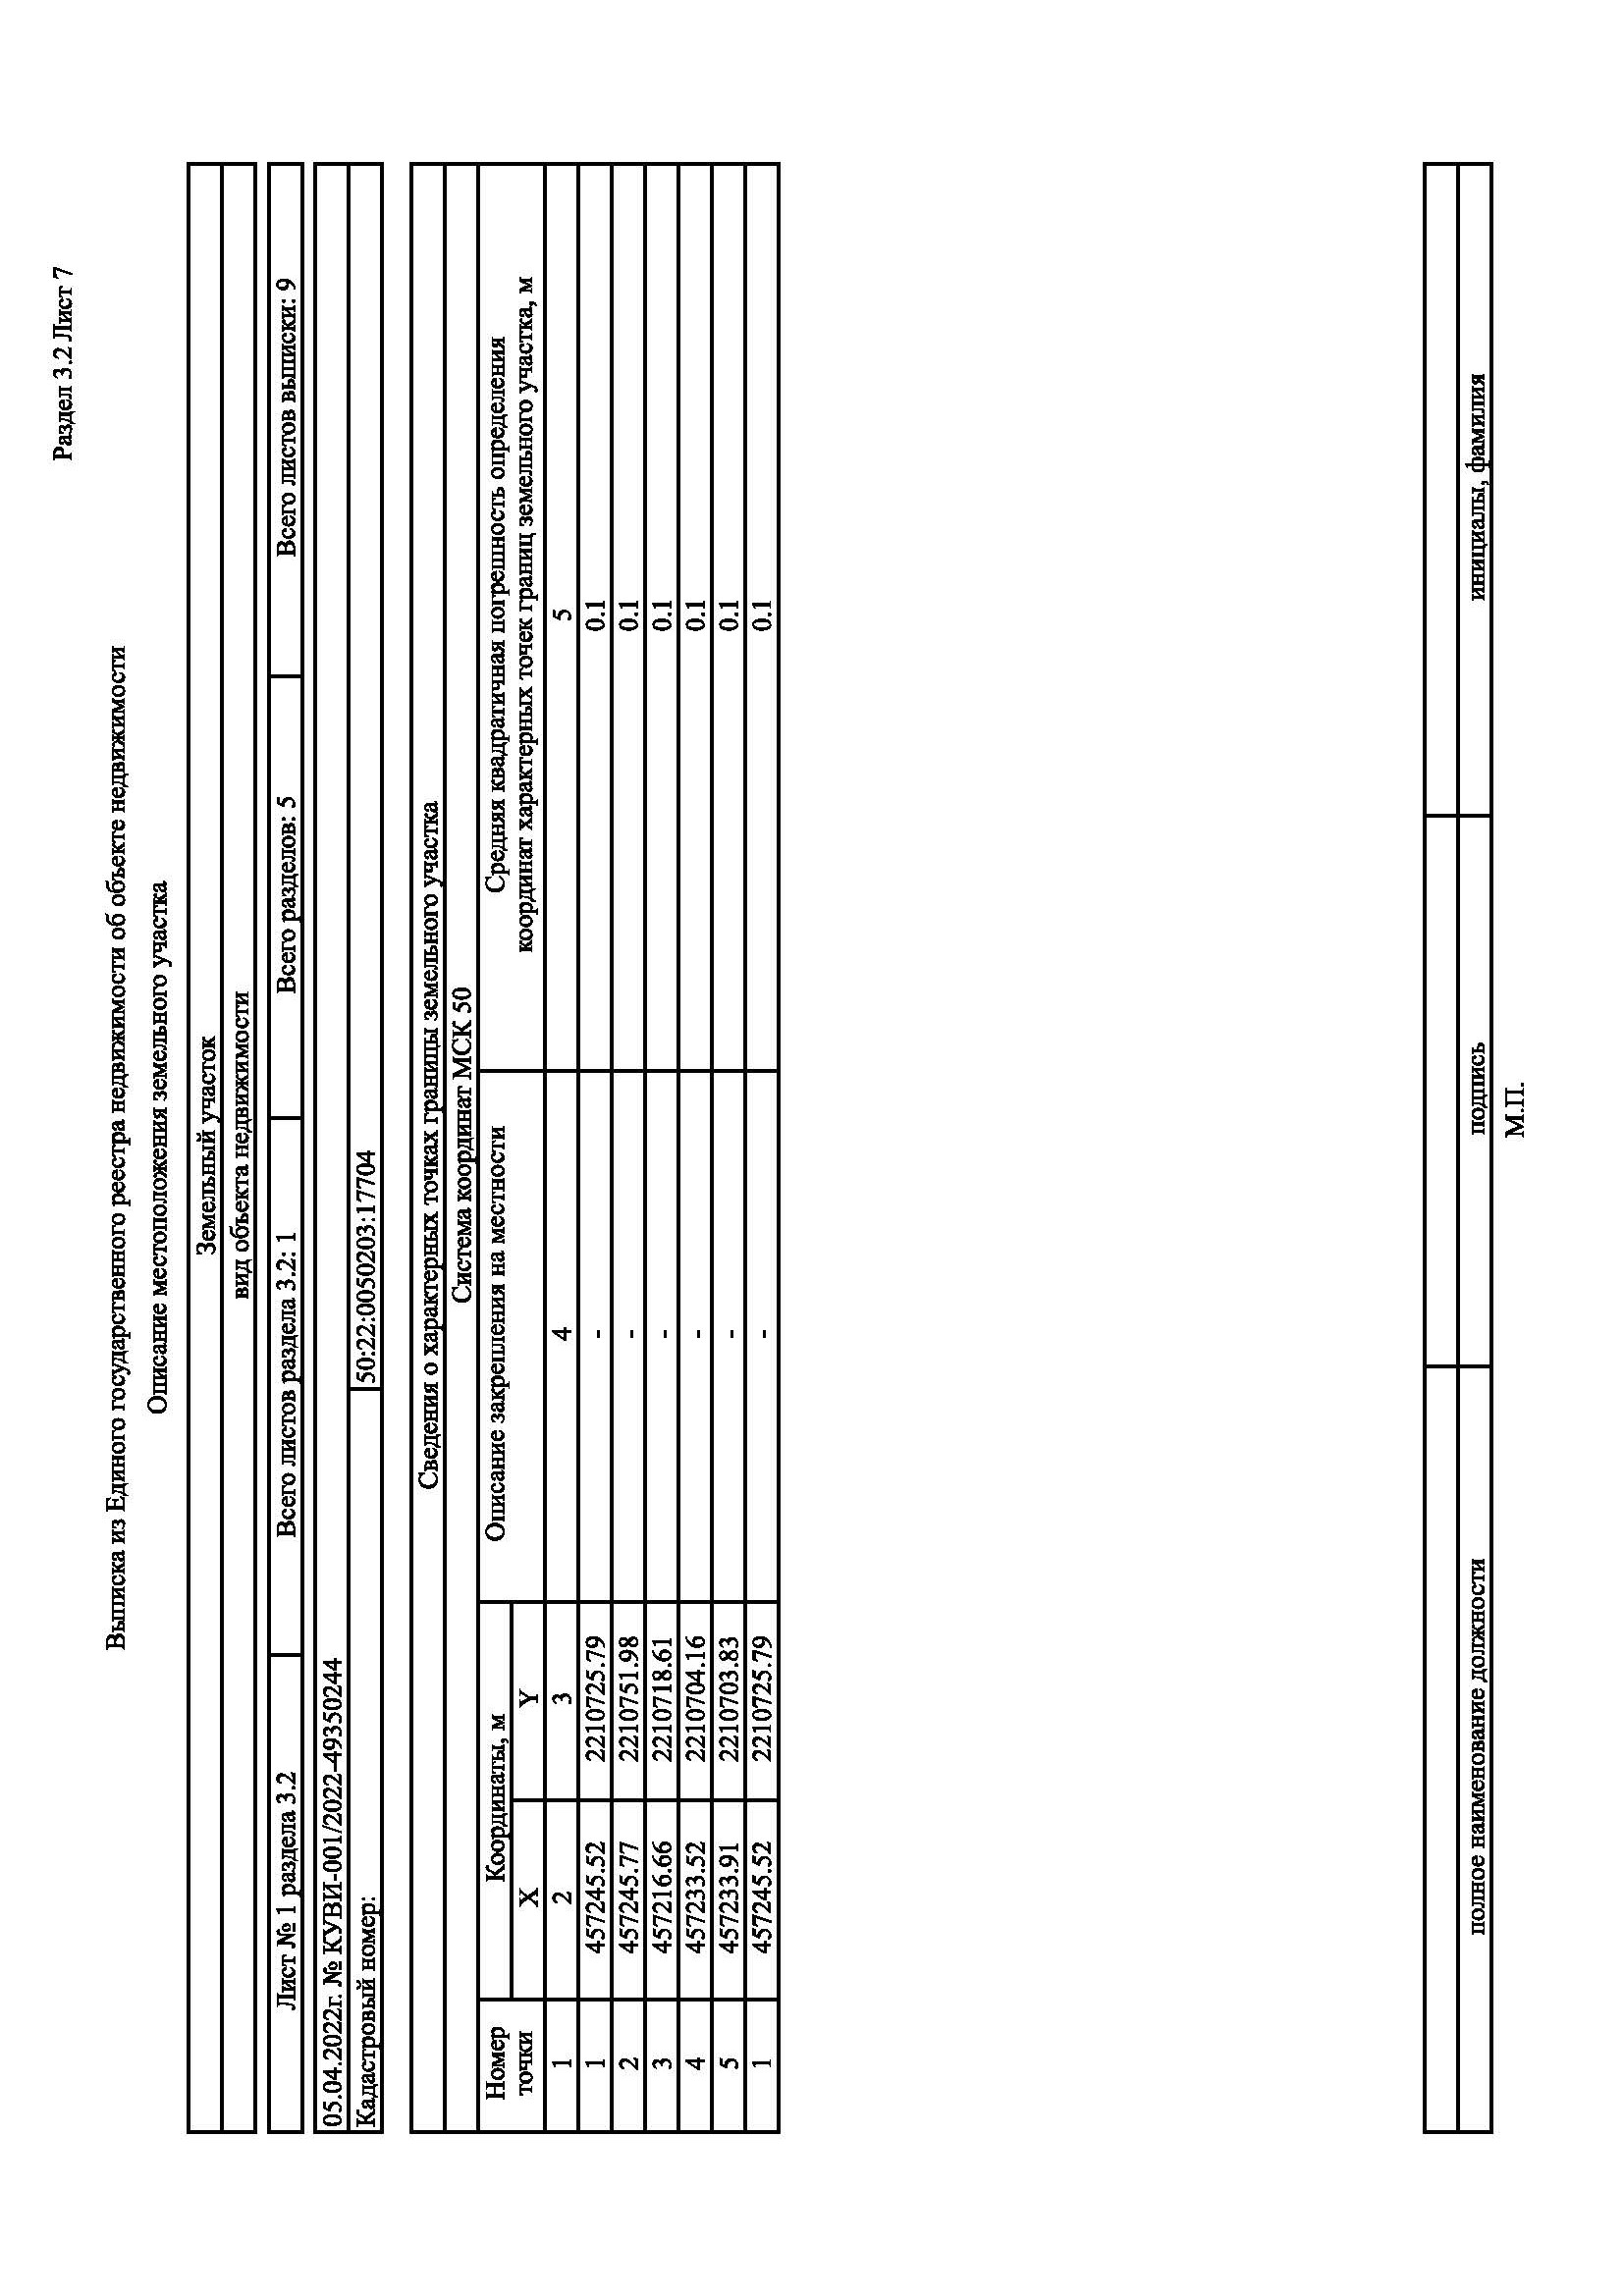 Раздел 3.2 Лист 7
Выписка из Единого государственного реестра недвижимости об объекте недвижимости
Описание местоположения земельного участка
Земельный участок
вид объекта недвижимости
Лист № 1 раздела 3.2 Всего листов раздела 3.2: 1 Всего разделов: 5 Всего листов выписки: 9
05.04.2022г. № КУВИ-001/2022-49350244
Кадастровый номер: 50:22:0050203:17704
Сведения о характерных точках границы земельного участка
Система координат МСК 50
Номер точки Координаты, м Описание закрепления на местности Средняя квадратичная погрешность определения
координат характерных точек границ земельного участка, м
X Y
1 2 3 4 5
1 457245.52 2210725.79 - 0.1
2 457245.77 2210751.98 - 0.1
3 457216.66 2210718.61 - 0.1
4 457233.52 2210704.16 - 0.1
5 457233.91 2210703.83 - 0.1
1 457245.52 2210725.79 - 0.1
полное наименование должности подпись инициалы, фамилия
М.П.